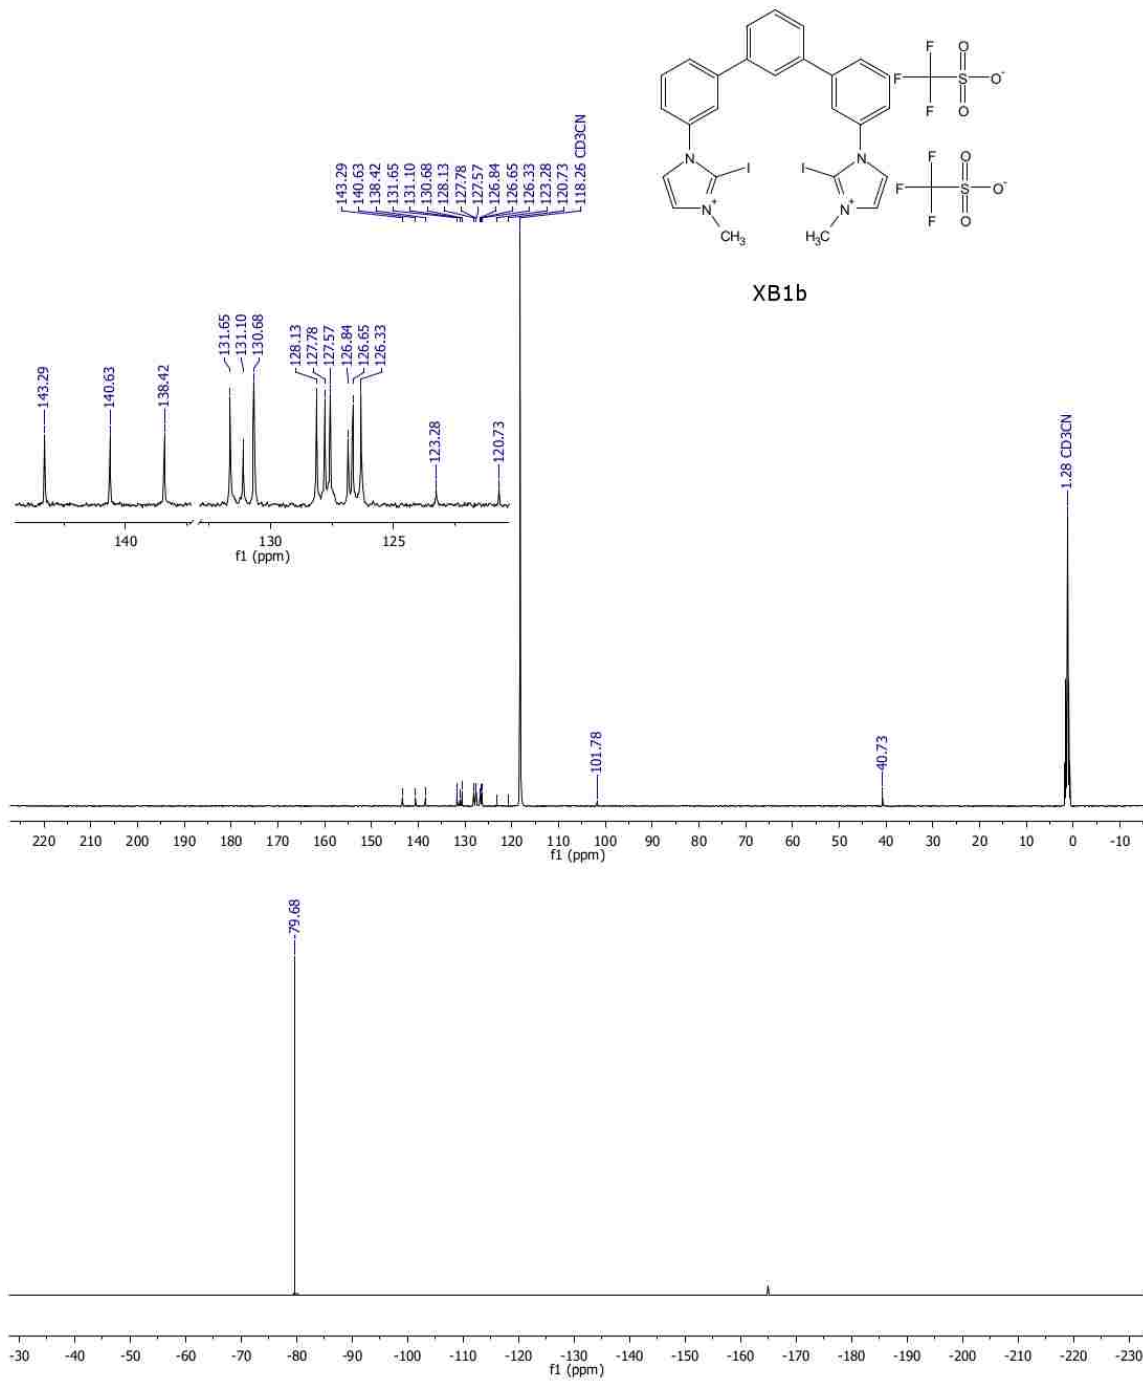 F O
F S O-
F O
N N
I I
N+ N+
CH3 H3C
F O
F S O-
F O
XB1b
143.29
140.63
138.42
131.65
131.10
130.68
128.13
127.78
127.57
126.84
126.65
126.33
123.28
120.73
118.26 CD3CN
143.29
140.63
138.42
131.65
131.10
130.68
128.13
127.78
127.57
126.84
126.65
126.33
123.28
120.73
140 130 125
f1 (ppm)
101.78
40.73
1.28 CD3CN
220 210 200 190 180 170 160 150 140 130 120 110 100 90 80 70 60 50 40 30 20 10 0 -10
f1 (ppm)
-79.68
-30 -40 -50 -60 -70 -80 -90 -100 -110 -120 -130 -140 -150 -160 -170 -180 -190 -200 -210 -220 -230
f1 (ppm)